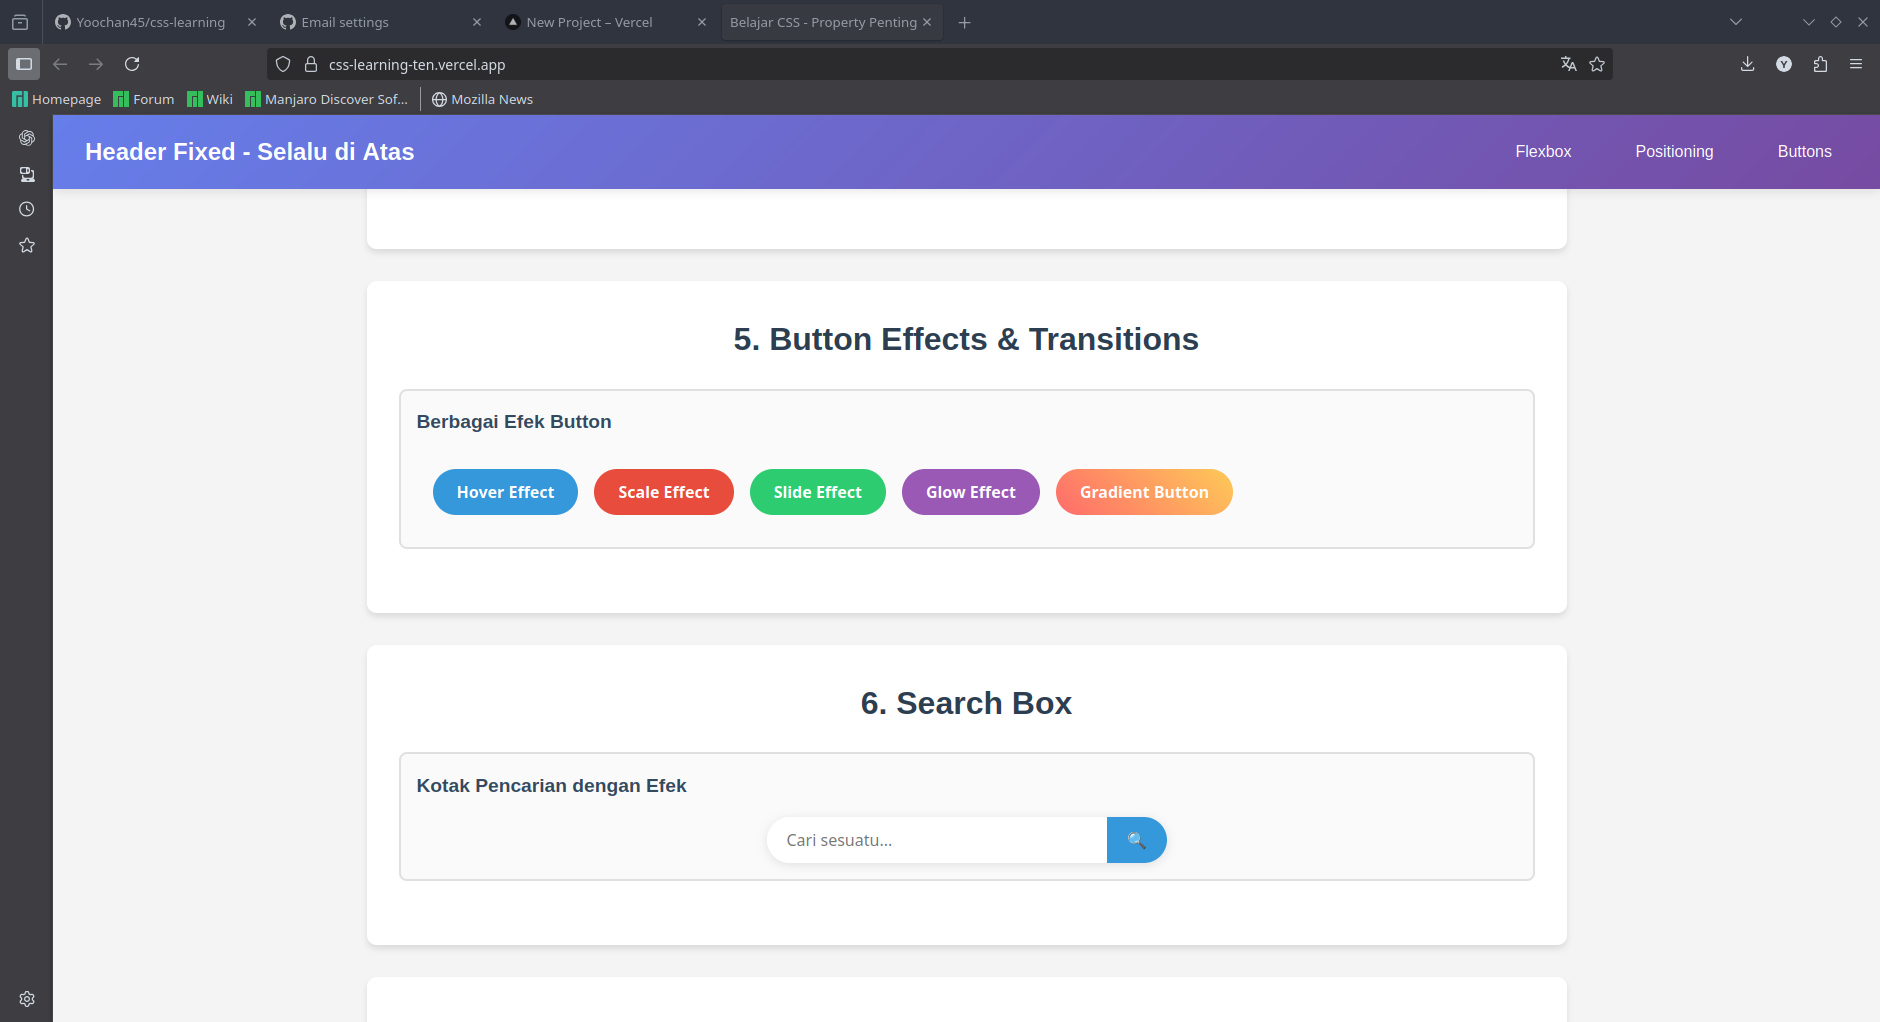 Yoochan45/css-learning
Email settings
New Project – Vercel
Belajar CSS - Property Penting
css-learning-ten.vercel.app
Y
Homepage
Forum
Wiki
Manjaro Discover Sof...
Mozilla News
Header Fixed - Selalu di Atas
Flexbox
Positioning
Buttons
5. Button Effects & Transitions
Berbagai Efek Button
Hover Effect
Scale Effect
Slide Effect
Glow Effect
Gradient Button
6. Search Box
Kotak Pencarian dengan Efek
Cari sesuatu...